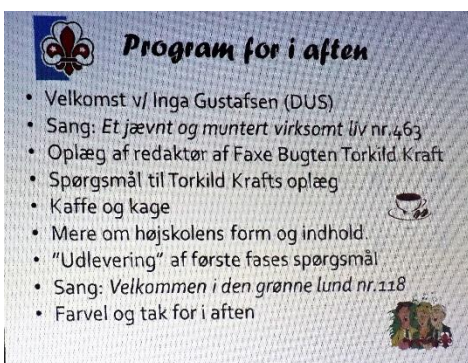 Program for i aften
• Velkomst v/ Inga Gustafsen (DUS)
• Sang: Et jævnt og muntert virksomt liv nr.463
• Oplæg af redaktør af Faxe Bugten Torkild Kraft
• Spørgsmål til Torkild Krafts oplæg
• Kaffe og kage
• Mere om højskolens form og indhold
• "Udlevering" af første fases spørgsmål
• Sang: Velkommen i den grønne lund nr.118
• Farvel og tak for i aften